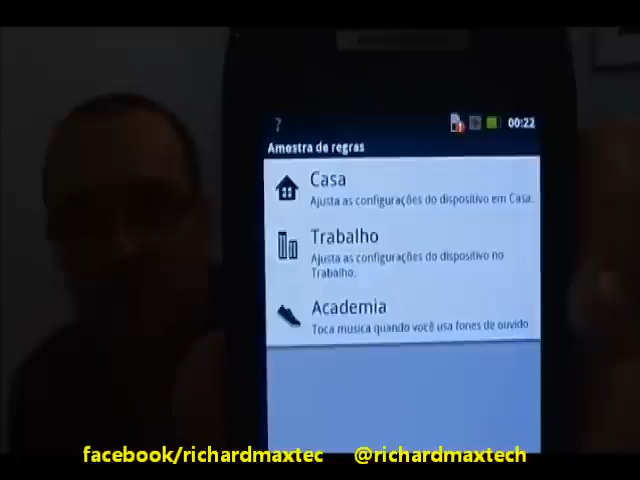 ?
00:22
Amostra de regras
Casa
Ajusta as configurações do dispositivo em Casa.
Trabalho
Ajusta as configurações do dispositivo no
Trabalho.
Academia
Toca musica quando você usa fones de ouvido
facebook/richardmaxtec @richardmaxtech